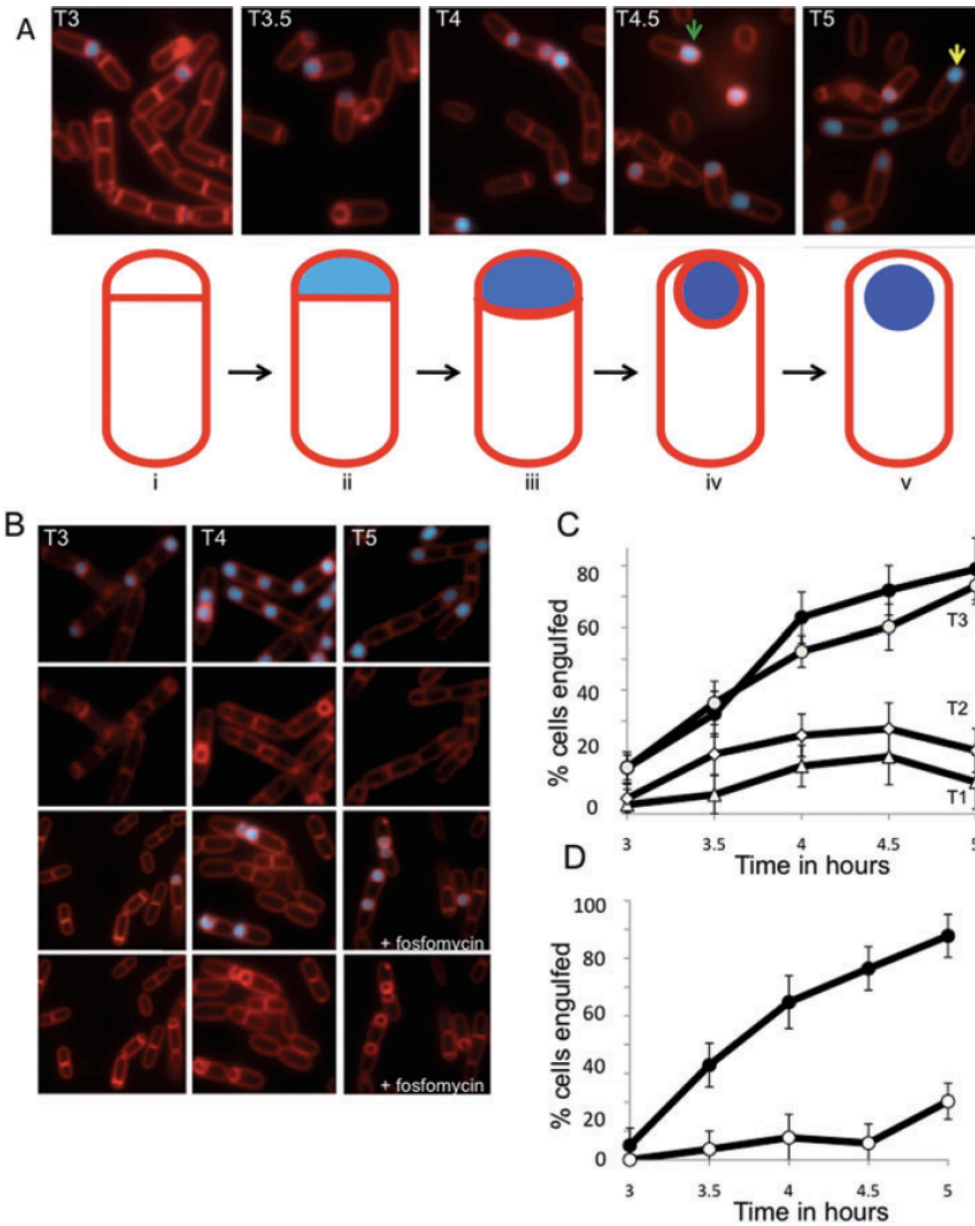 A
T3 T3.5 T4 T4.5 T5
i ii iii iv v
B
T3 T4 T5
+ fosfomycin
+ fosfomycin
C
% cells engulfed
80
60
40
20
0
T3
T2
T1
3 3.5 4 4.5 5
Time in hours
D
% cells engulfed
100
80
60
40
20
0
3 3.5 4 4.5 5
Time in hours